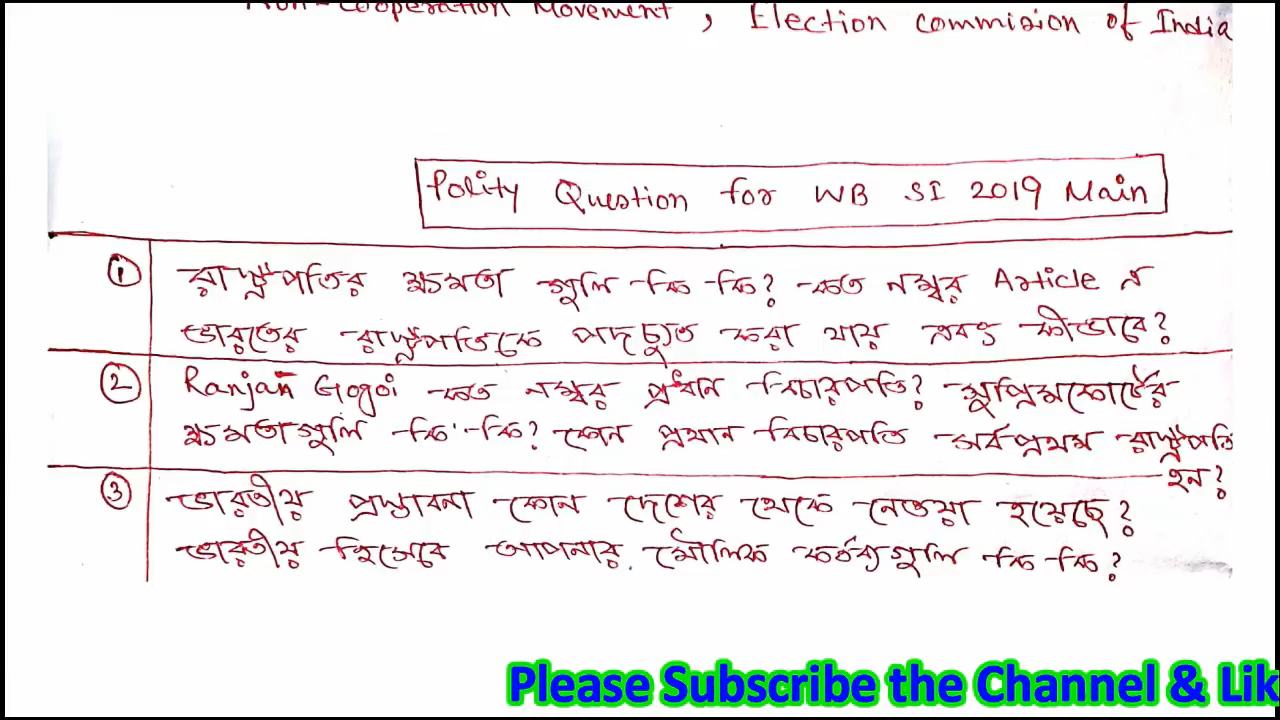 Non-Cooperation Movement, Election commision of India
Polity Question for WB SI 2019 Main
① রাষ্ট্রপতির ক্ষমতা গুলি কি কি? কত নম্বর Article এ
ভারতের রাষ্ট্রপতিকে পদচ্যুত করা যায় এবং কীভাবে?
② Ranjan Gogoi কত নম্বর প্রধান বিচারপতি? সুপ্রিমকোর্টের
ক্ষমতাগুলি কি কি? কোন প্রধান বিচারপতি সর্বপ্রথম রাষ্ট্রপতি
হন?
③ ভারতীয় প্রস্তাবনা কোন দেশের থেকে নেওয়া হয়েছে?
ভারতীয় হিসেবে আপনার মৌলিক কর্তব্যগুলি কি কি?
Please Subscribe the Channel & Lik